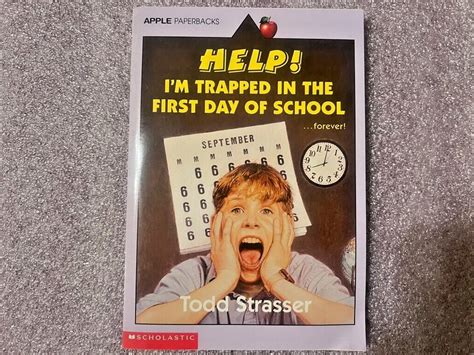 APPLE PAPERBACKS
HELP!
I'M TRAPPED IN THE
FIRST DAY OF SCHOOL
...forever!
SEPTEMBER
Todd Strasser
SCHOLASTIC